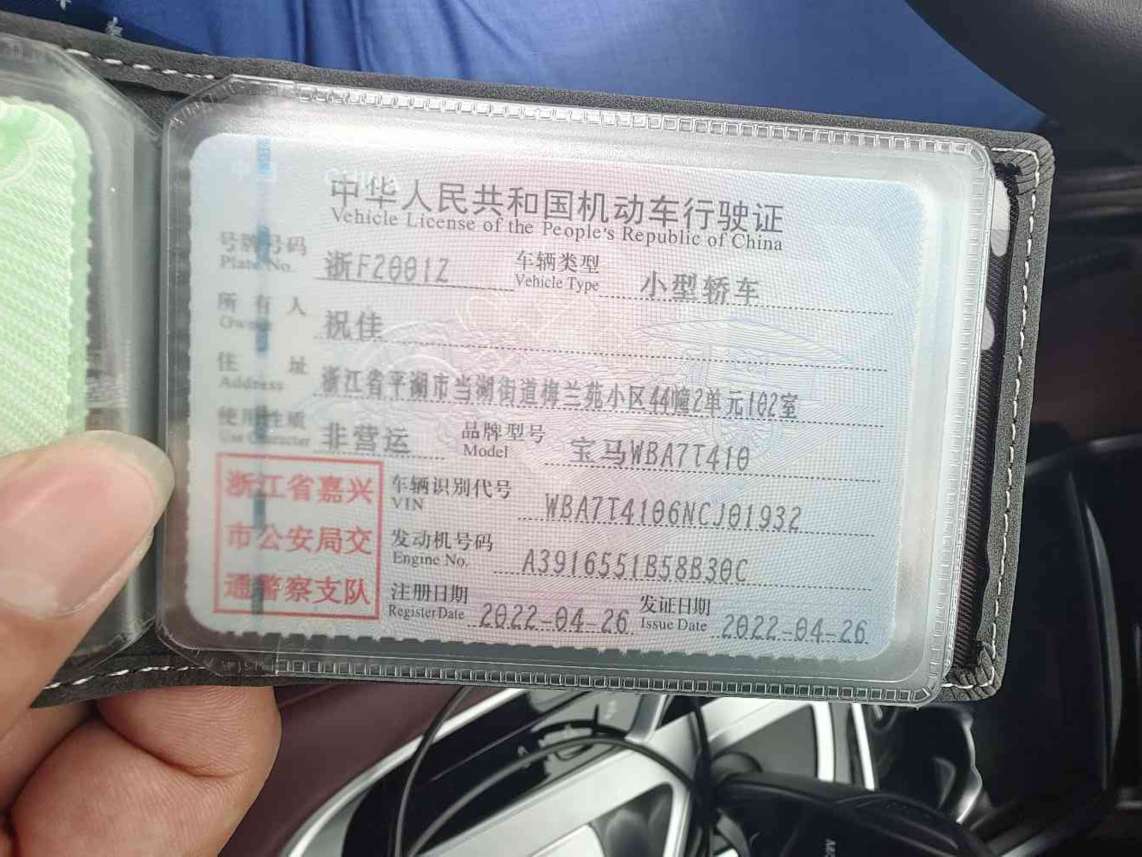 中华人民共和国机动车行驶证
Vehicle License of the People's Republic of China
号牌号码 浙F2001Z 车辆类型 小型轿车
Plate No. Vehicle Type
所有人 祝佳
Owner
住址 浙江省平湖市当湖街道梅兰苑小区44幢2单元102室
Address
使用性质 非营运 品牌型号 宝马WBA7T410
Use Character Model
浙江省嘉兴
市公安局交
通警察支队
车辆识别代号 WBA7T4106NCJ01932
VIN
发动机号码 A3916551B58B30C
Engine No.
注册日期 2022-04-26 发证日期 2022-04-26
Register Date Issue Date